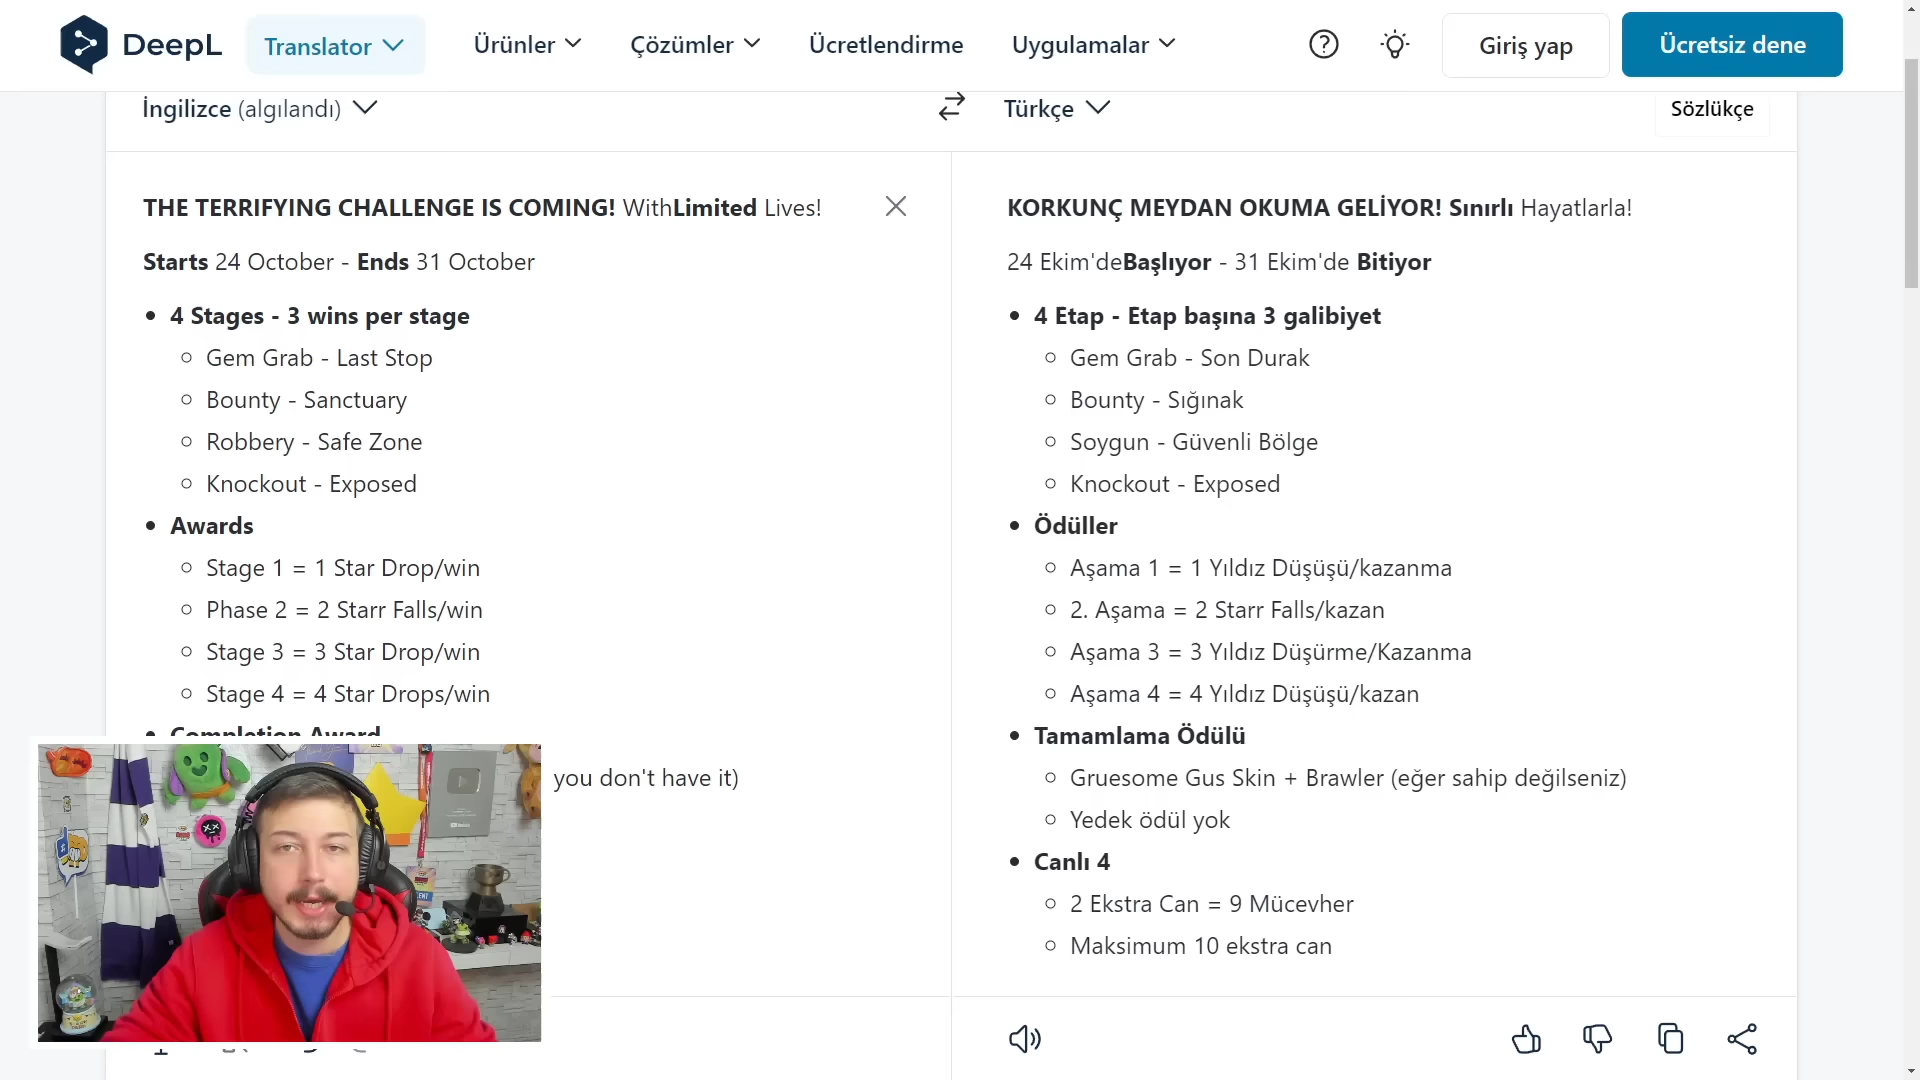 DeepL
Translator
Ürünler
Çözümler
Ücretlendirme
Uygulamalar
Giriş yap
Ücretsiz dene
İngilizce (algılandı)
Türkçe
Sözlükçe
THE TERRIFYING CHALLENGE IS COMING! WithLimited Lives!
Starts 24 October - Ends 31 October
4 Stages - 3 wins per stage
Gem Grab - Last Stop
Bounty - Sanctuary
Robbery - Safe Zone
Knockout - Exposed
Awards
Stage 1 = 1 Star Drop/win
Phase 2 = 2 Starr Falls/win
Stage 3 = 3 Star Drop/win
Stage 4 = 4 Star Drops/win
Completion Award
you don't have it)
KORKUNÇ MEYDAN OKUMA GELİYOR! Sınırlı Hayatlarla!
24 Ekim'deBaşlıyor - 31 Ekim'de Bitiyor
4 Etap - Etap başına 3 galibiyet
Gem Grab - Son Durak
Bounty - Sığınak
Soygun - Güvenli Bölge
Knockout - Exposed
Ödüller
Aşama 1 = 1 Yıldız Düşüşü/kazanma
2. Aşama = 2 Starr Falls/kazan
Aşama 3 = 3 Yıldız Düşürme/Kazanma
Aşama 4 = 4 Yıldız Düşüşü/kazan
Tamamlama Ödülü
Gruesome Gus Skin + Brawler (eğer sahip değilseniz)
Yedek ödül yok
Canlı 4
2 Ekstra Can = 9 Mücevher
Maksimum 10 ekstra can